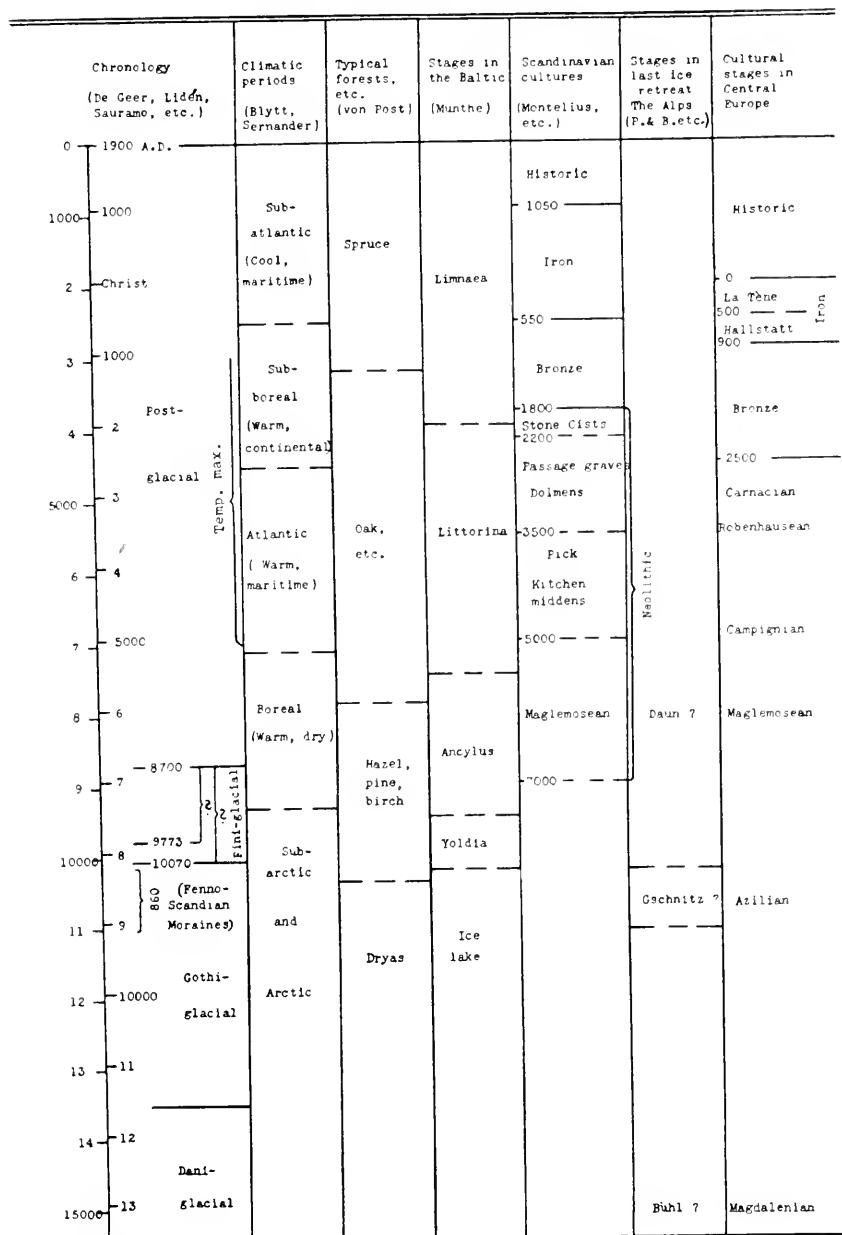 Chronology
(De Geer, Lidén,
Sauramo, etc.)
Climatic
periods
(Blytt,
Sernander)
Typical
forests,
etc.
(von Post)
Stages in
the Baltic
(Munthe)
Scandinavian
cultures
(Montelius,
etc.)
Stages in
last ice
retreat
The Alps
(P.& B.etc.)
Cultural
stages in
Central
Europe
0
1000
2
3
4
5000
6
7
8
9
10000
11
12
13
14
15000
1900 A.D.
1000
Christ
1000
2
3
4
5000
6
7
8
9
10000
11
12
13
Post-
glacial
Temp. max.
8700
9773
10070
?
?
Fini-glacial
860
(Fenno-
Scandian
Moraines)
Gothi-
glacial
Dani-
glacial
Sub-
atlantic
(Cool,
maritime)
Sub-
boreal
(Warm,
continental)
Atlantic
( Warm,
maritime)
Boreal
(Warm, dry)
Sub-
arctic
and
Arctic
Spruce
Oak,
etc.
Hazel,
pine,
birch
Dryas
Limnaea
Littorina
Ancylus
Yoldia
Ice
lake
Historic
1050
Iron
550
Bronze
1800
Stone Cists
2200
Passage graves
Dolmens
3500
Pick
Kitchen
middens
5000
Maglemosean
7000
Neolithic
Daun ?
Gschnitz ?
Bühl ?
Historic
0
La Tène
500
Hallstatt
900
Iron
Bronze
2500
Carnacian
Robenhausean
Campignian
Maglemosean
Azilian
Magdalenian